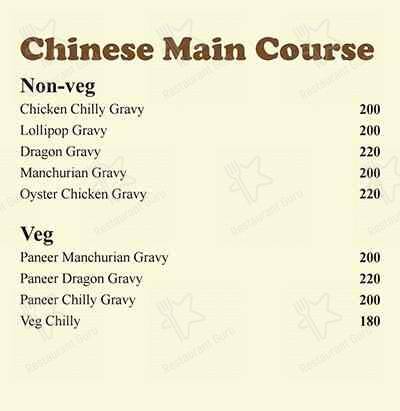 Chinese Main Course
Non-veg
Chicken Chilly Gravy 200
Lollipop Gravy 200
Dragon Gravy 220
Manchurian Gravy 200
Oyster Chicken Gravy 220
Veg
Paneer Manchurian Gravy 200
Paneer Dragon Gravy 220
Paneer Chilly Gravy 200
Veg Chilly 180
Restaurant Guru